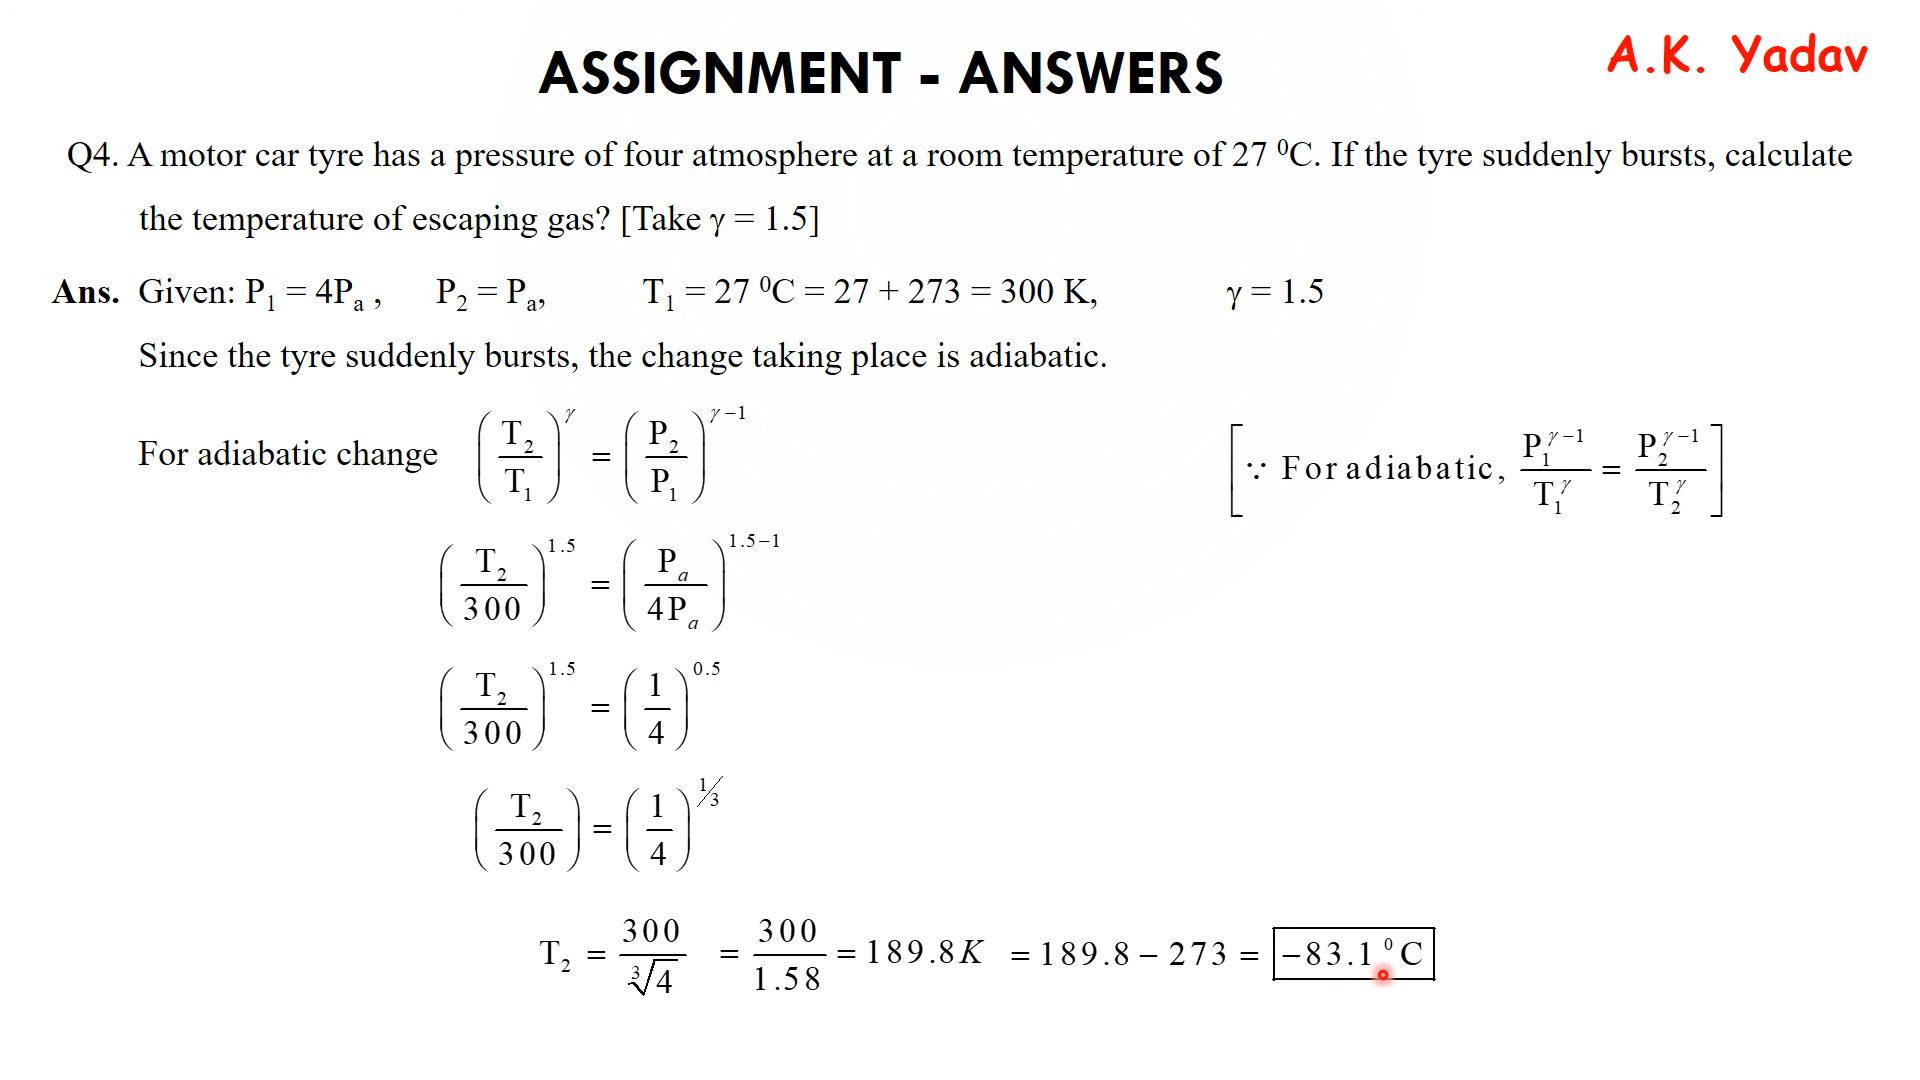 ASSIGNMENT - ANSWERS
A.K. Yadav
Q4. A motor car tyre has a pressure of four atmosphere at a room temperature of 27 ⁰C. If the tyre suddenly bursts, calculate
the temperature of escaping gas? [Take γ = 1.5]
Ans. Given: P₁ = 4Pₐ , P₂ = Pₐ, T₁ = 27 ⁰C = 27 + 273 = 300 K, γ = 1.5
Since the tyre suddenly bursts, the change taking place is adiabatic.
For adiabatic change (T₂/T₁)^γ = (P₂/P₁)^(γ−1) [∵ For adiabatic, P₁^(γ−1)/T₁^γ = P₂^(γ−1)/T₂^γ]
(T₂/300)^1.5 = (Pₐ/4Pₐ)^(1.5−1)
(T₂/300)^1.5 = (1/4)^0.5
(T₂/300) = (1/4)^(1/3)
T₂ = 300/∛4 = 300/1.58 = 189.8K = 189.8 − 273 = −83.1⁰C